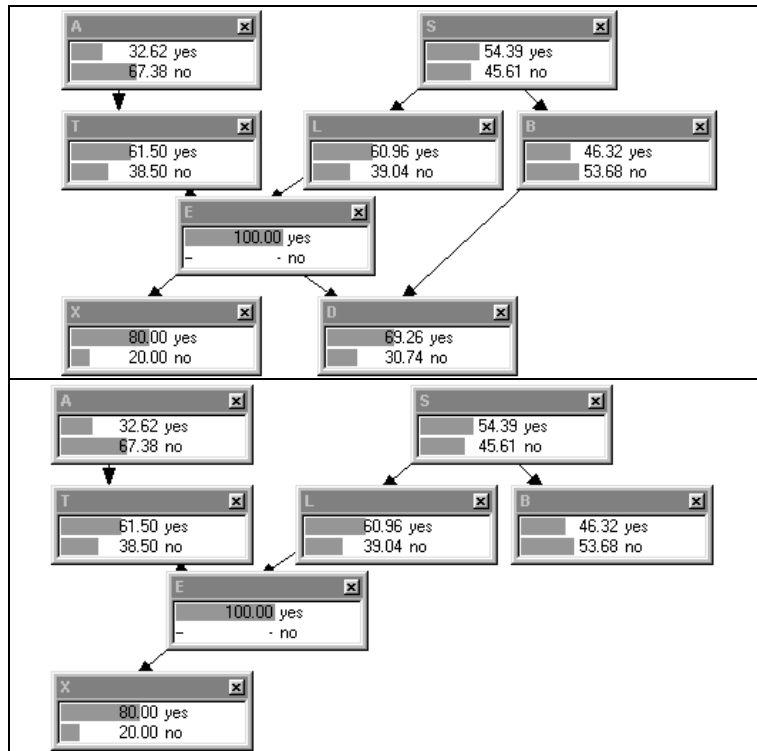 A
32.62 yes
67.38 no
S
54.39 yes
45.61 no
T
61.50 yes
38.50 no
L
60.96 yes
39.04 no
B
46.32 yes
53.68 no
E
100.00 yes
- - no
X
80.00 yes
20.00 no
D
69.26 yes
30.74 no
A
32.62 yes
67.38 no
S
54.39 yes
45.61 no
T
61.50 yes
38.50 no
L
60.96 yes
39.04 no
B
46.32 yes
53.68 no
E
100.00 yes
- - no
X
80.00 yes
20.00 no